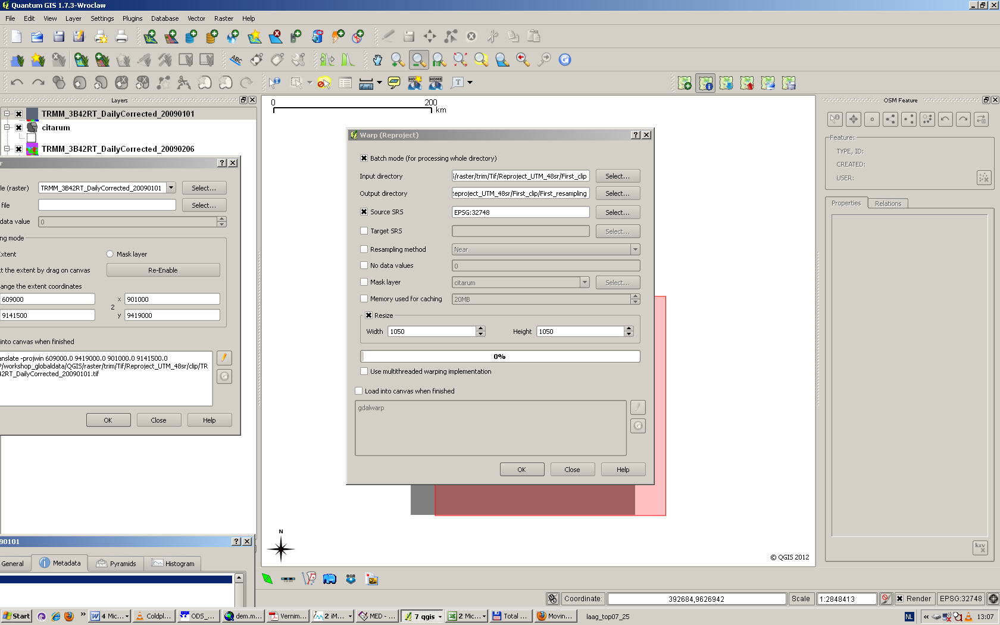 Quantum GIS 1.7.3-Wroclaw
File Edit View Layer Settings Plugins Database Vector Raster Help
ABC
HOME HOME T
Layers
TRMM_3B42RT_DailyCorrected_20090101
citarum
TRMM_3B42RT_DailyCorrected_20090206
r
le (raster) TRMM_3B42RT_DailyCorrected_20090101 Select...
file Select...
data value 0
ng mode
Extent Mask layer
ct the extent by drag on canvas Re-Enable
ange the extent coordinates
609000 x 901000
2
9141500 y 9419000
into canvas when finished
anslate -projwin 609000.0 9419000.0 901000.0 9141500.0
P/workshop_globaldata/QGIS/raster/trim/Tif/Reproject_UTM_48sr/clip/TR
42RT_DailyCorrected_20090101.tif
OK Close Help
90101
General Metadata Pyramids Histogram
0 200
km
Warp (Reproject)
Batch mode (for processing whole directory)
Input directory /raster/trim/Tif/Reproject_UTM_48sr/First_clip Select...
Output directory eproject_UTM_48sr/First_clip/First_resampling Select...
Source SRS EPSG:32748 Select...
Target SRS Select...
Resampling method Near
No data values 0
Mask layer citarum Select...
Memory used for caching 20MB
Resize
Width 1050 Height 1050
0%
Use multithreaded warping implementation
Load into canvas when finished
gdalwarp
OK Close Help
N
© QGIS 2012
OSM Feature
Feature:
TYPE, ID:
CREATED:
USER:
Properties Relations
k=v
OGR
Coordinate: 392684,9626942 Scale 1:2848413 Render EPSG:32748
Start » 4 Mic... Coldpl... ODS_... dem.m... Vernim... 2 iM... MED - ... 7 qgis 2 Mic... Total ... Movin... laag_top07_25 NL « 13:07